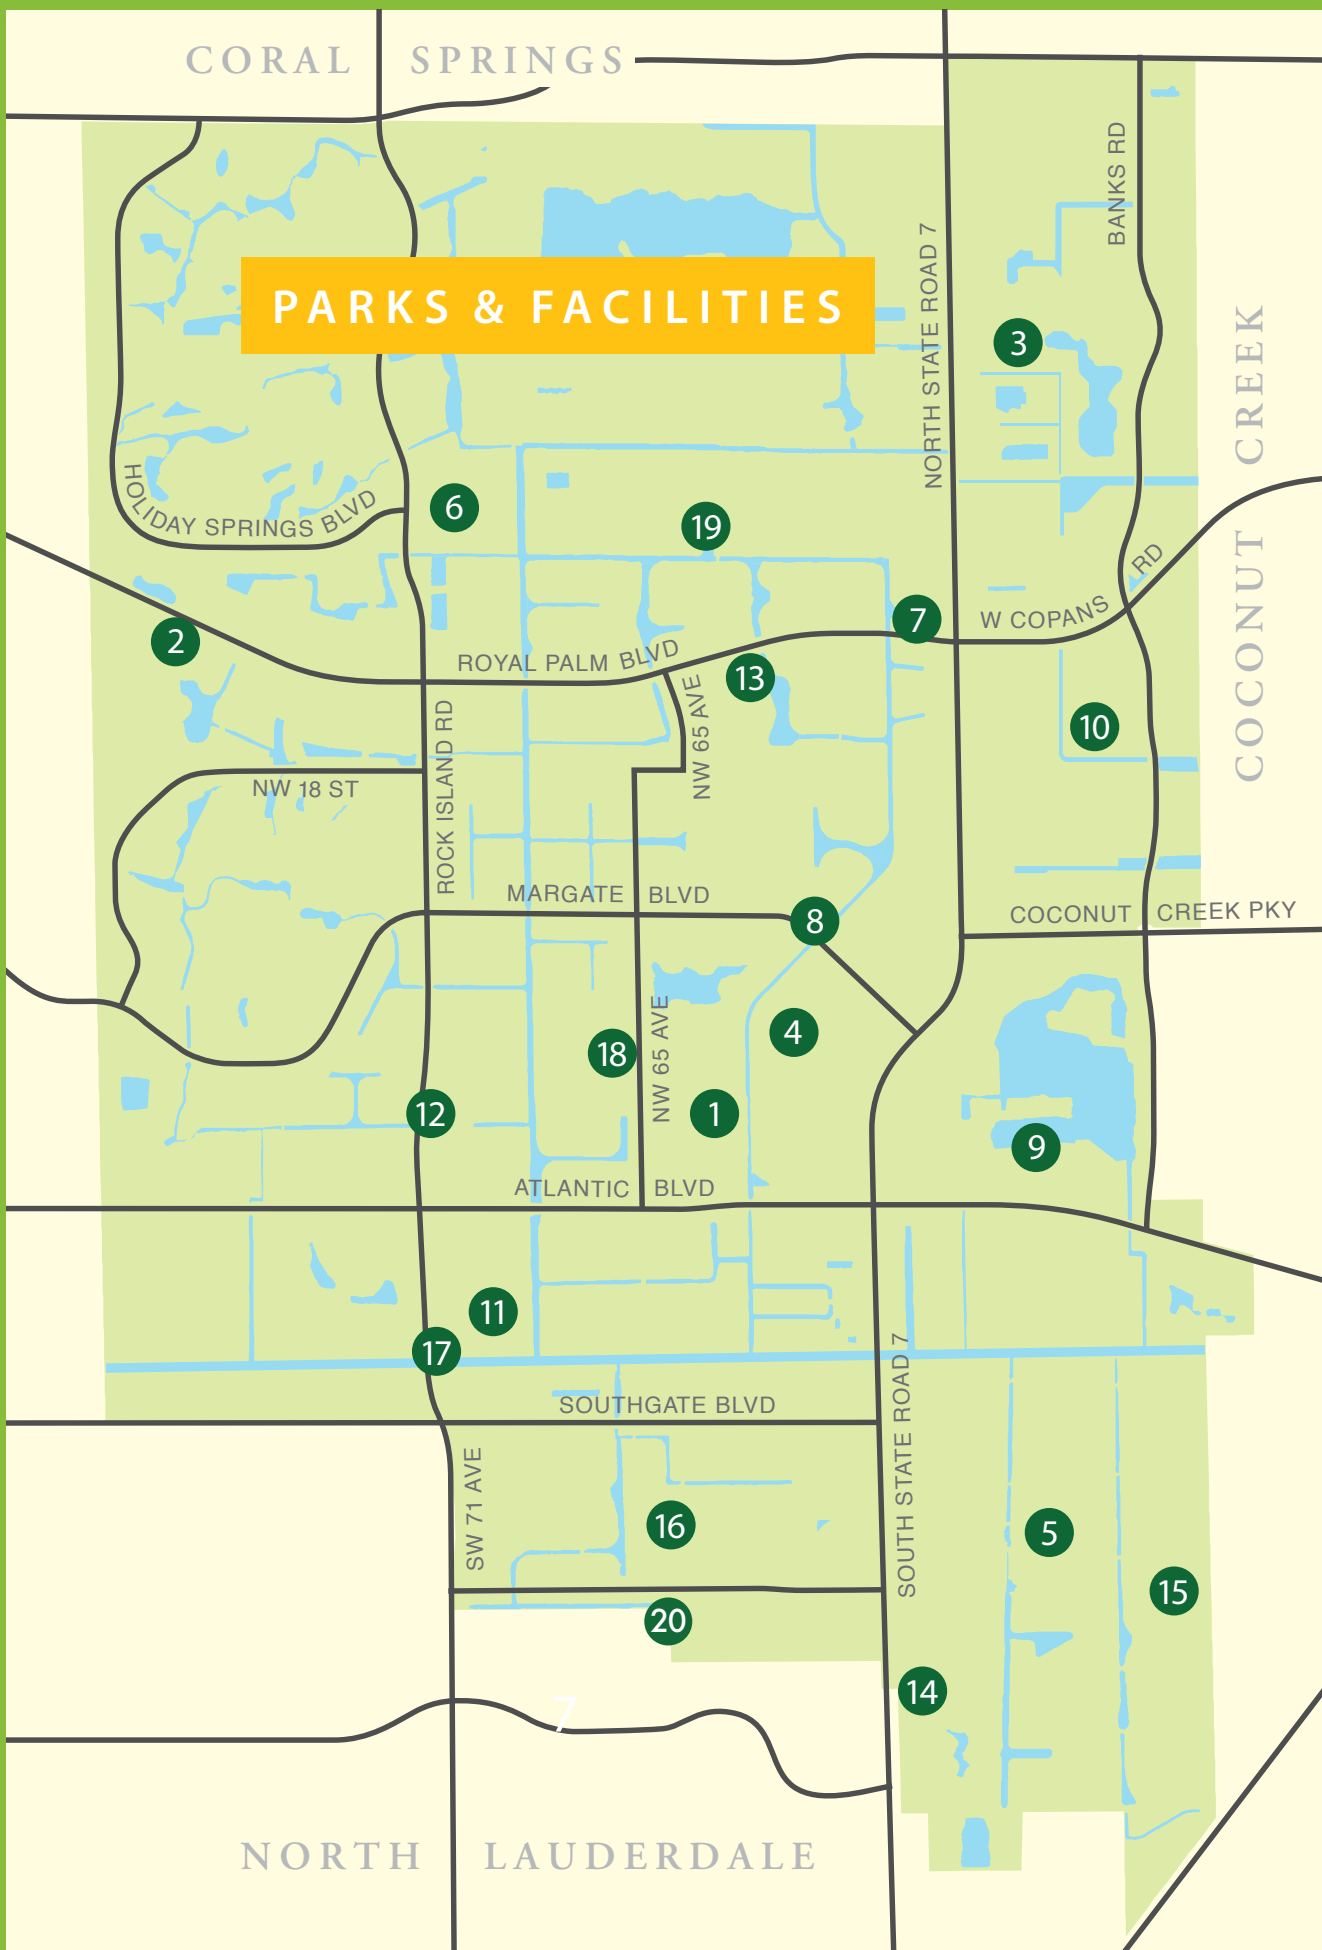 CORAL SPRINGS
BANKS RD
NORTH STATE ROAD 7
PARKS & FACILITIES
3
COCONUT CREEK
HOLIDAY SPRINGS BLVD
6
19
RD
7
W COPANS
2
ROYAL PALM BLVD
13
NW 65 AVE
10
ROCK ISLAND RD
NW 18 ST
MARGATE BLVD
8
COCONUT CREEK PKY
NW 65 AVE
4
18
12
1
9
ATLANTIC BLVD
11
17
SOUTH STATE ROAD 7
SOUTHGATE BLVD
SW 71 AVE
16
5
15
20
14
7
NORTH LAUDERDALE